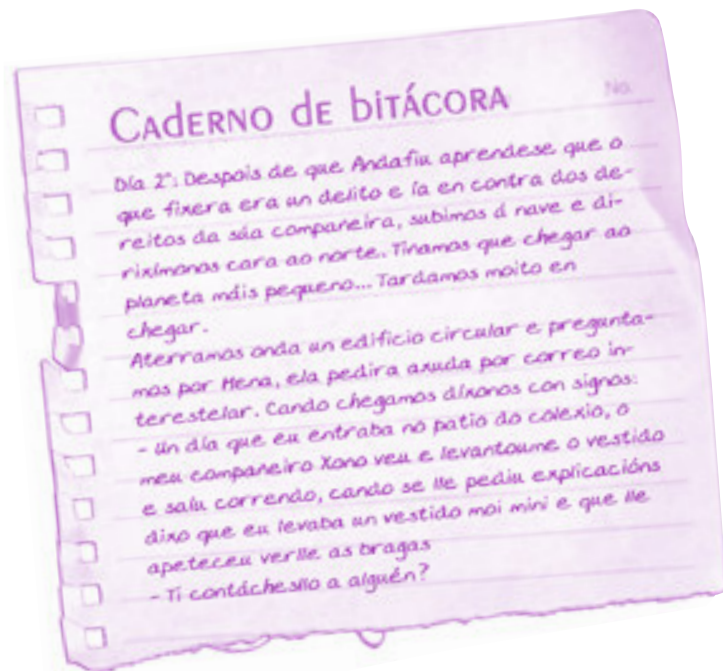 No.
CADERNO DE BITÁCORA
Día 2º: Despois de que Andafiu aprendese que o
que fixera era un delito e ía en contra dos de-
reitos da súa compañeira, subimos á nave e di-
riximonos cara ao norte. Tiñamos que chegar ao
planeta máis pequeno... Tardamos moito en
chegar.
Aterramos onda un edificio circular e pregunta-
mos por Hena, ela pedira axuda por correo in-
terestelar. Cando chegamos díxonos con signos:
- Un día que eu entraba no patio do colexio, o
meu compañeiro Xono veu e levantoume o vestido
e saíu correndo, cando se lle pediu explicacións
dixo que eu levaba un vestido moi mini e que lle
apeteceu verlle as bragas
- Ti contáchesllo a alguén?